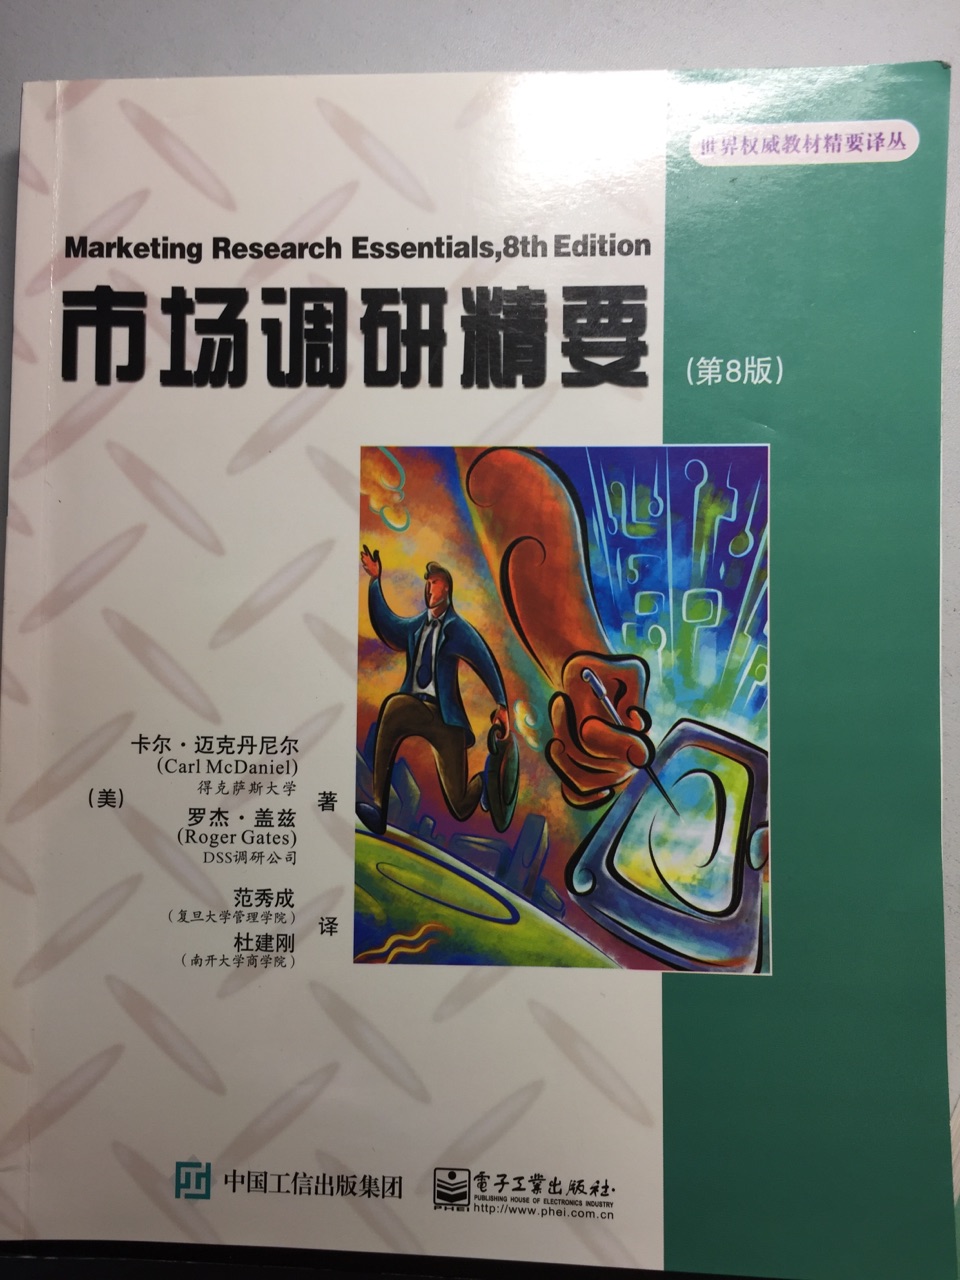 世界权威教材精要译丛
Marketing Research Essentials,8th Edition
市场调研精要
(第8版)
(美)
卡尔·迈克丹尼尔
(Carl McDaniel)
得克萨斯大学
罗杰·盖兹
(Roger Gates)
DSS调研公司
著
范秀成
(复旦大学管理学院)
杜建刚
(南开大学商学院)
译
中国工信出版集团
電子工業出版社·
PUBLISHING HOUSE OF ELECTRONICS INDUSTRY
PHEI http://www.phei.com.cn